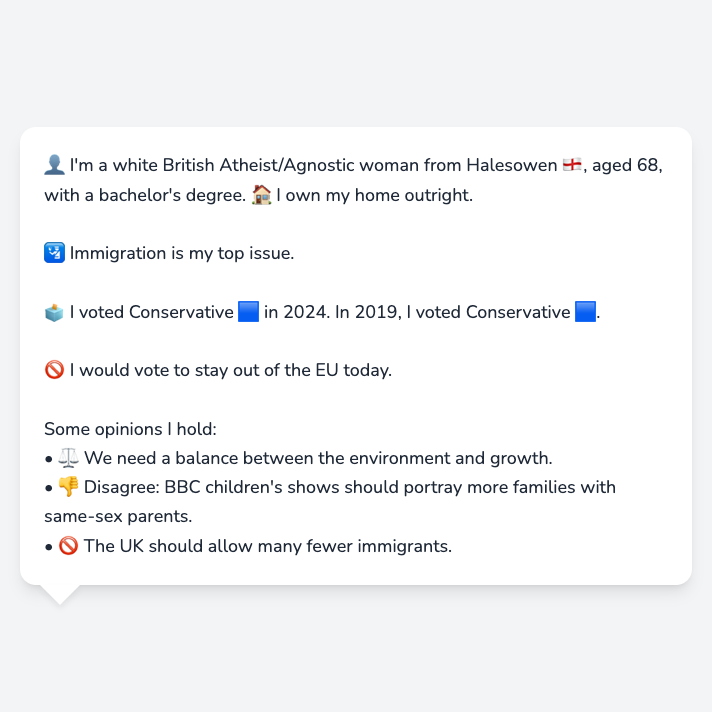 👤 I'm a white British Atheist/Agnostic woman from Halesowen 🏴󠁧󠁢󠁥󠁮󠁧󠁿, aged 68,
with a bachelor's degree. 🏠 I own my home outright.
🛂 Immigration is my top issue.
🗳️ I voted Conservative 🟦 in 2024. In 2019, I voted Conservative 🟦.
🚫 I would vote to stay out of the EU today.
Some opinions I hold:
• ⚖️ We need a balance between the environment and growth.
• 👎 Disagree: BBC children's shows should portray more families with
same-sex parents.
• 🚫 The UK should allow many fewer immigrants.